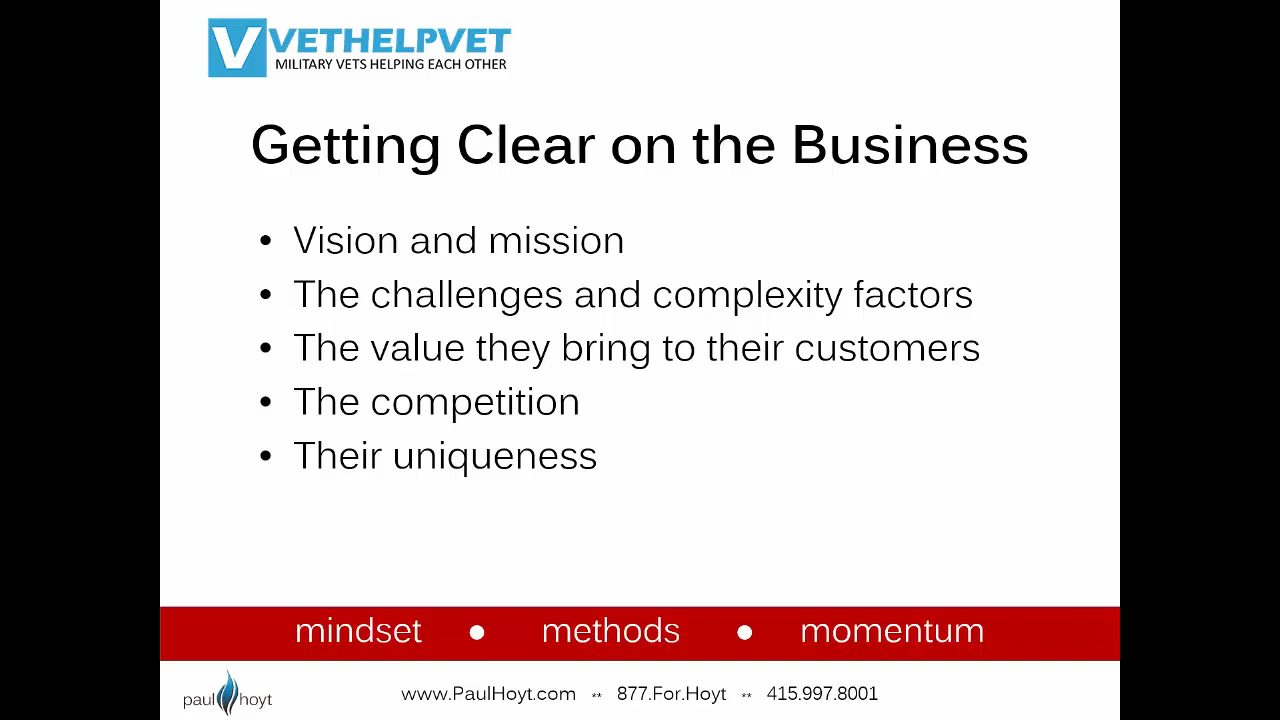 V VETHELPVET
MILITARY VETS HELPING EACH OTHER
Getting Clear on the Business
• Vision and mission
• The challenges and complexity factors
• The value they bring to their customers
• The competition
• Their uniqueness
mindset ● methods ● momentum
paul hoyt
www.PaulHoyt.com ** 877.For.Hoyt ** 415.997.8001